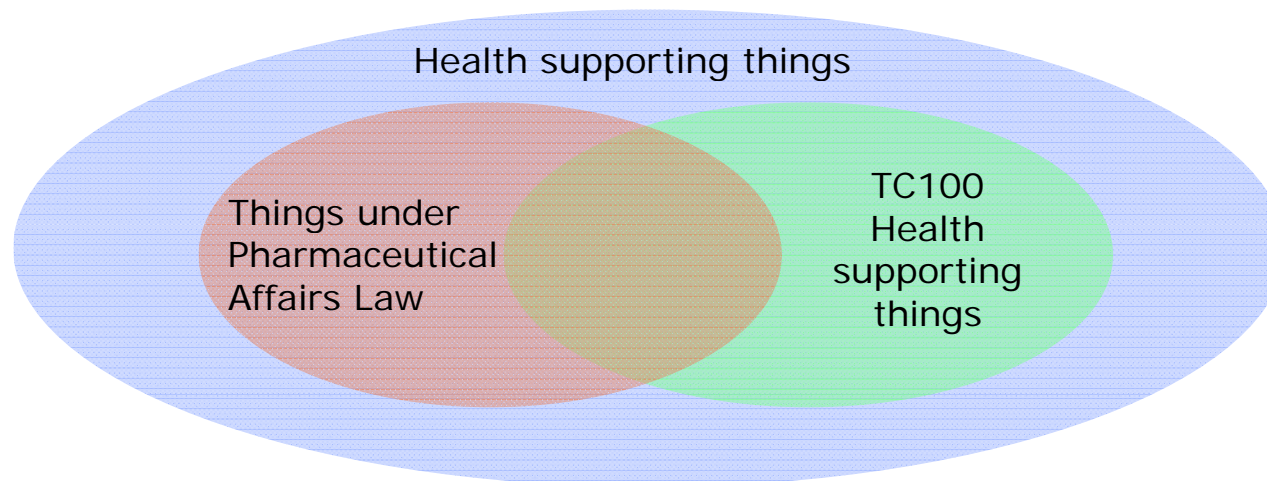 Health supporting things
Things under
Pharmaceutical
Affairs Law
TC100
Health
supporting
things